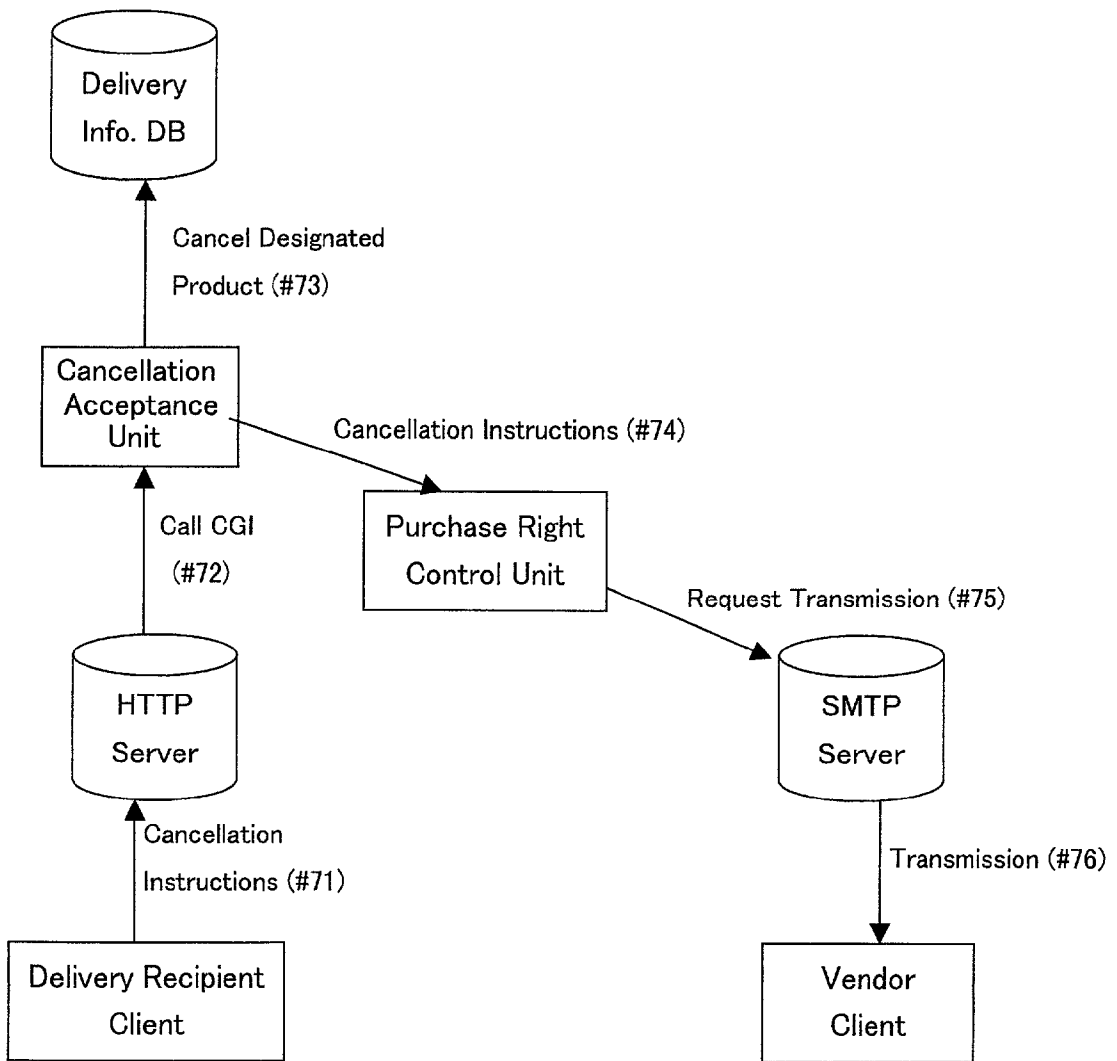 Delivery
Info. DB
Cancel Designated
Product (#73)
Cancellation
Acceptance
Unit
Cancellation Instructions (#74)
Call CGI
(#72)
Purchase Right
Control Unit
Request Transmission (#75)
HTTP
Server
SMTP
Server
Cancellation
Instructions (#71)
Transmission (#76)
Delivery Recipient
Client
Vendor
Client